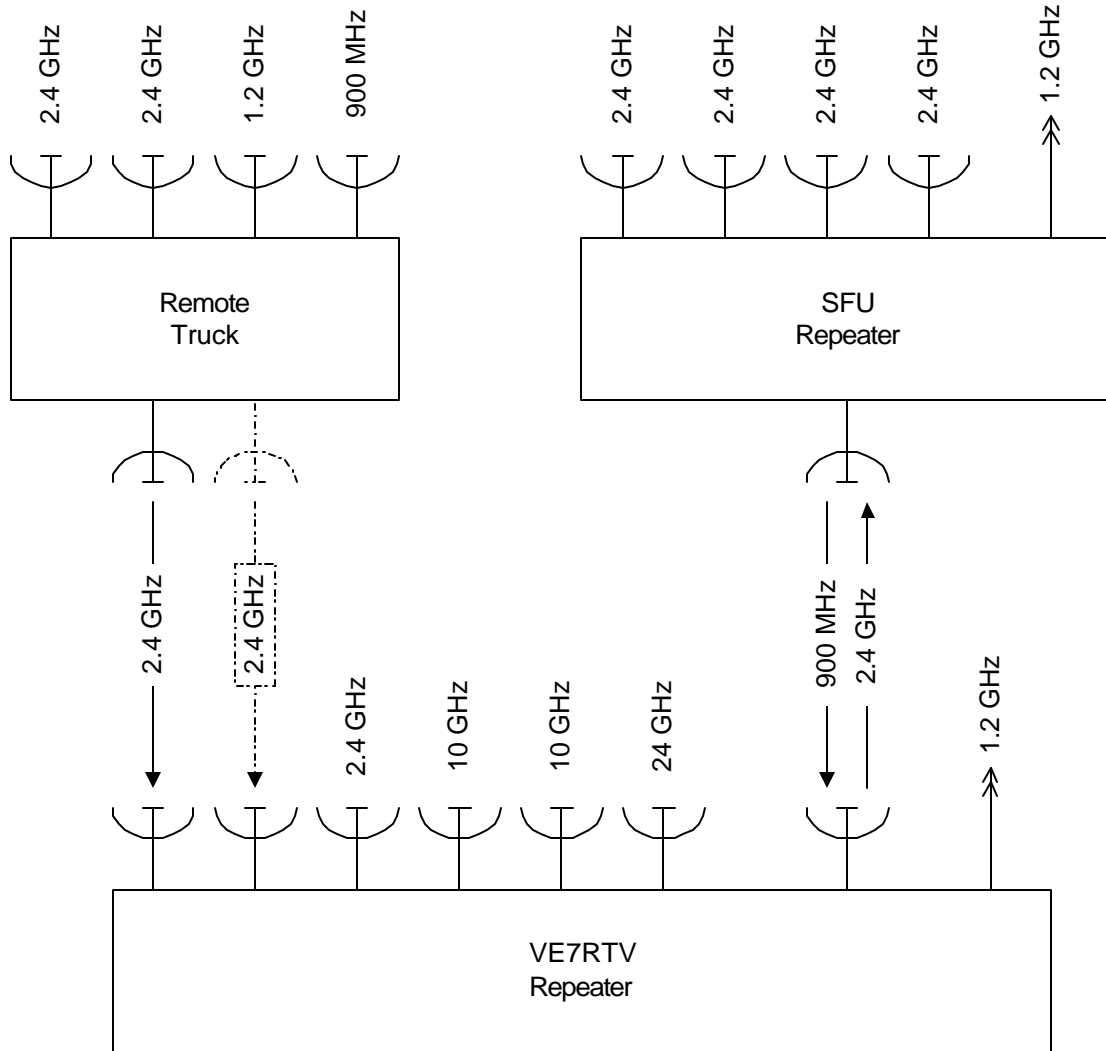 2.4 GHz
2.4 GHz
1.2 GHz
900 MHz
2.4 GHz
2.4 GHz
2.4 GHz
2.4 GHz
1.2 GHz
Remote
Truck
SFU
Repeater
2.4 GHz
2.4 GHz
2.4 GHz
10 GHz
10 GHz
24 GHz
900 MHz
2.4 GHz
1.2 GHz
VE7RTV
Repeater